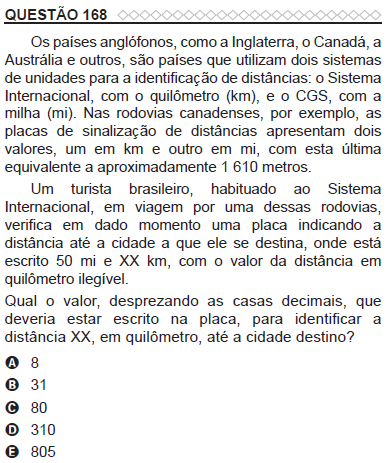 QUESTÃO 168
Os países anglófonos, como a Inglaterra, o Canadá, a
Austrália e outros, são países que utilizam dois sistemas
de unidades para a identificação de distâncias: o Sistema
Internacional, com o quilômetro (km), e o CGS, com a
milha (mi). Nas rodovias canadenses, por exemplo, as
placas de sinalização de distâncias apresentam dois
valores, um em km e outro em mi, com esta última
equivalente a aproximadamente 1 610 metros.
Um turista brasileiro, habituado ao Sistema
Internacional, em viagem por uma dessas rodovias,
verifica em dado momento uma placa indicando a
distância até a cidade a que ele se destina, onde está
escrito 50 mi e XX km, com o valor da distância em
quilômetro ilegível.
Qual o valor, desprezando as casas decimais, que
deveria estar escrito na placa, para identificar a
distância XX, em quilômetro, até a cidade destino?
A 8
B 31
C 80
D 310
E 805